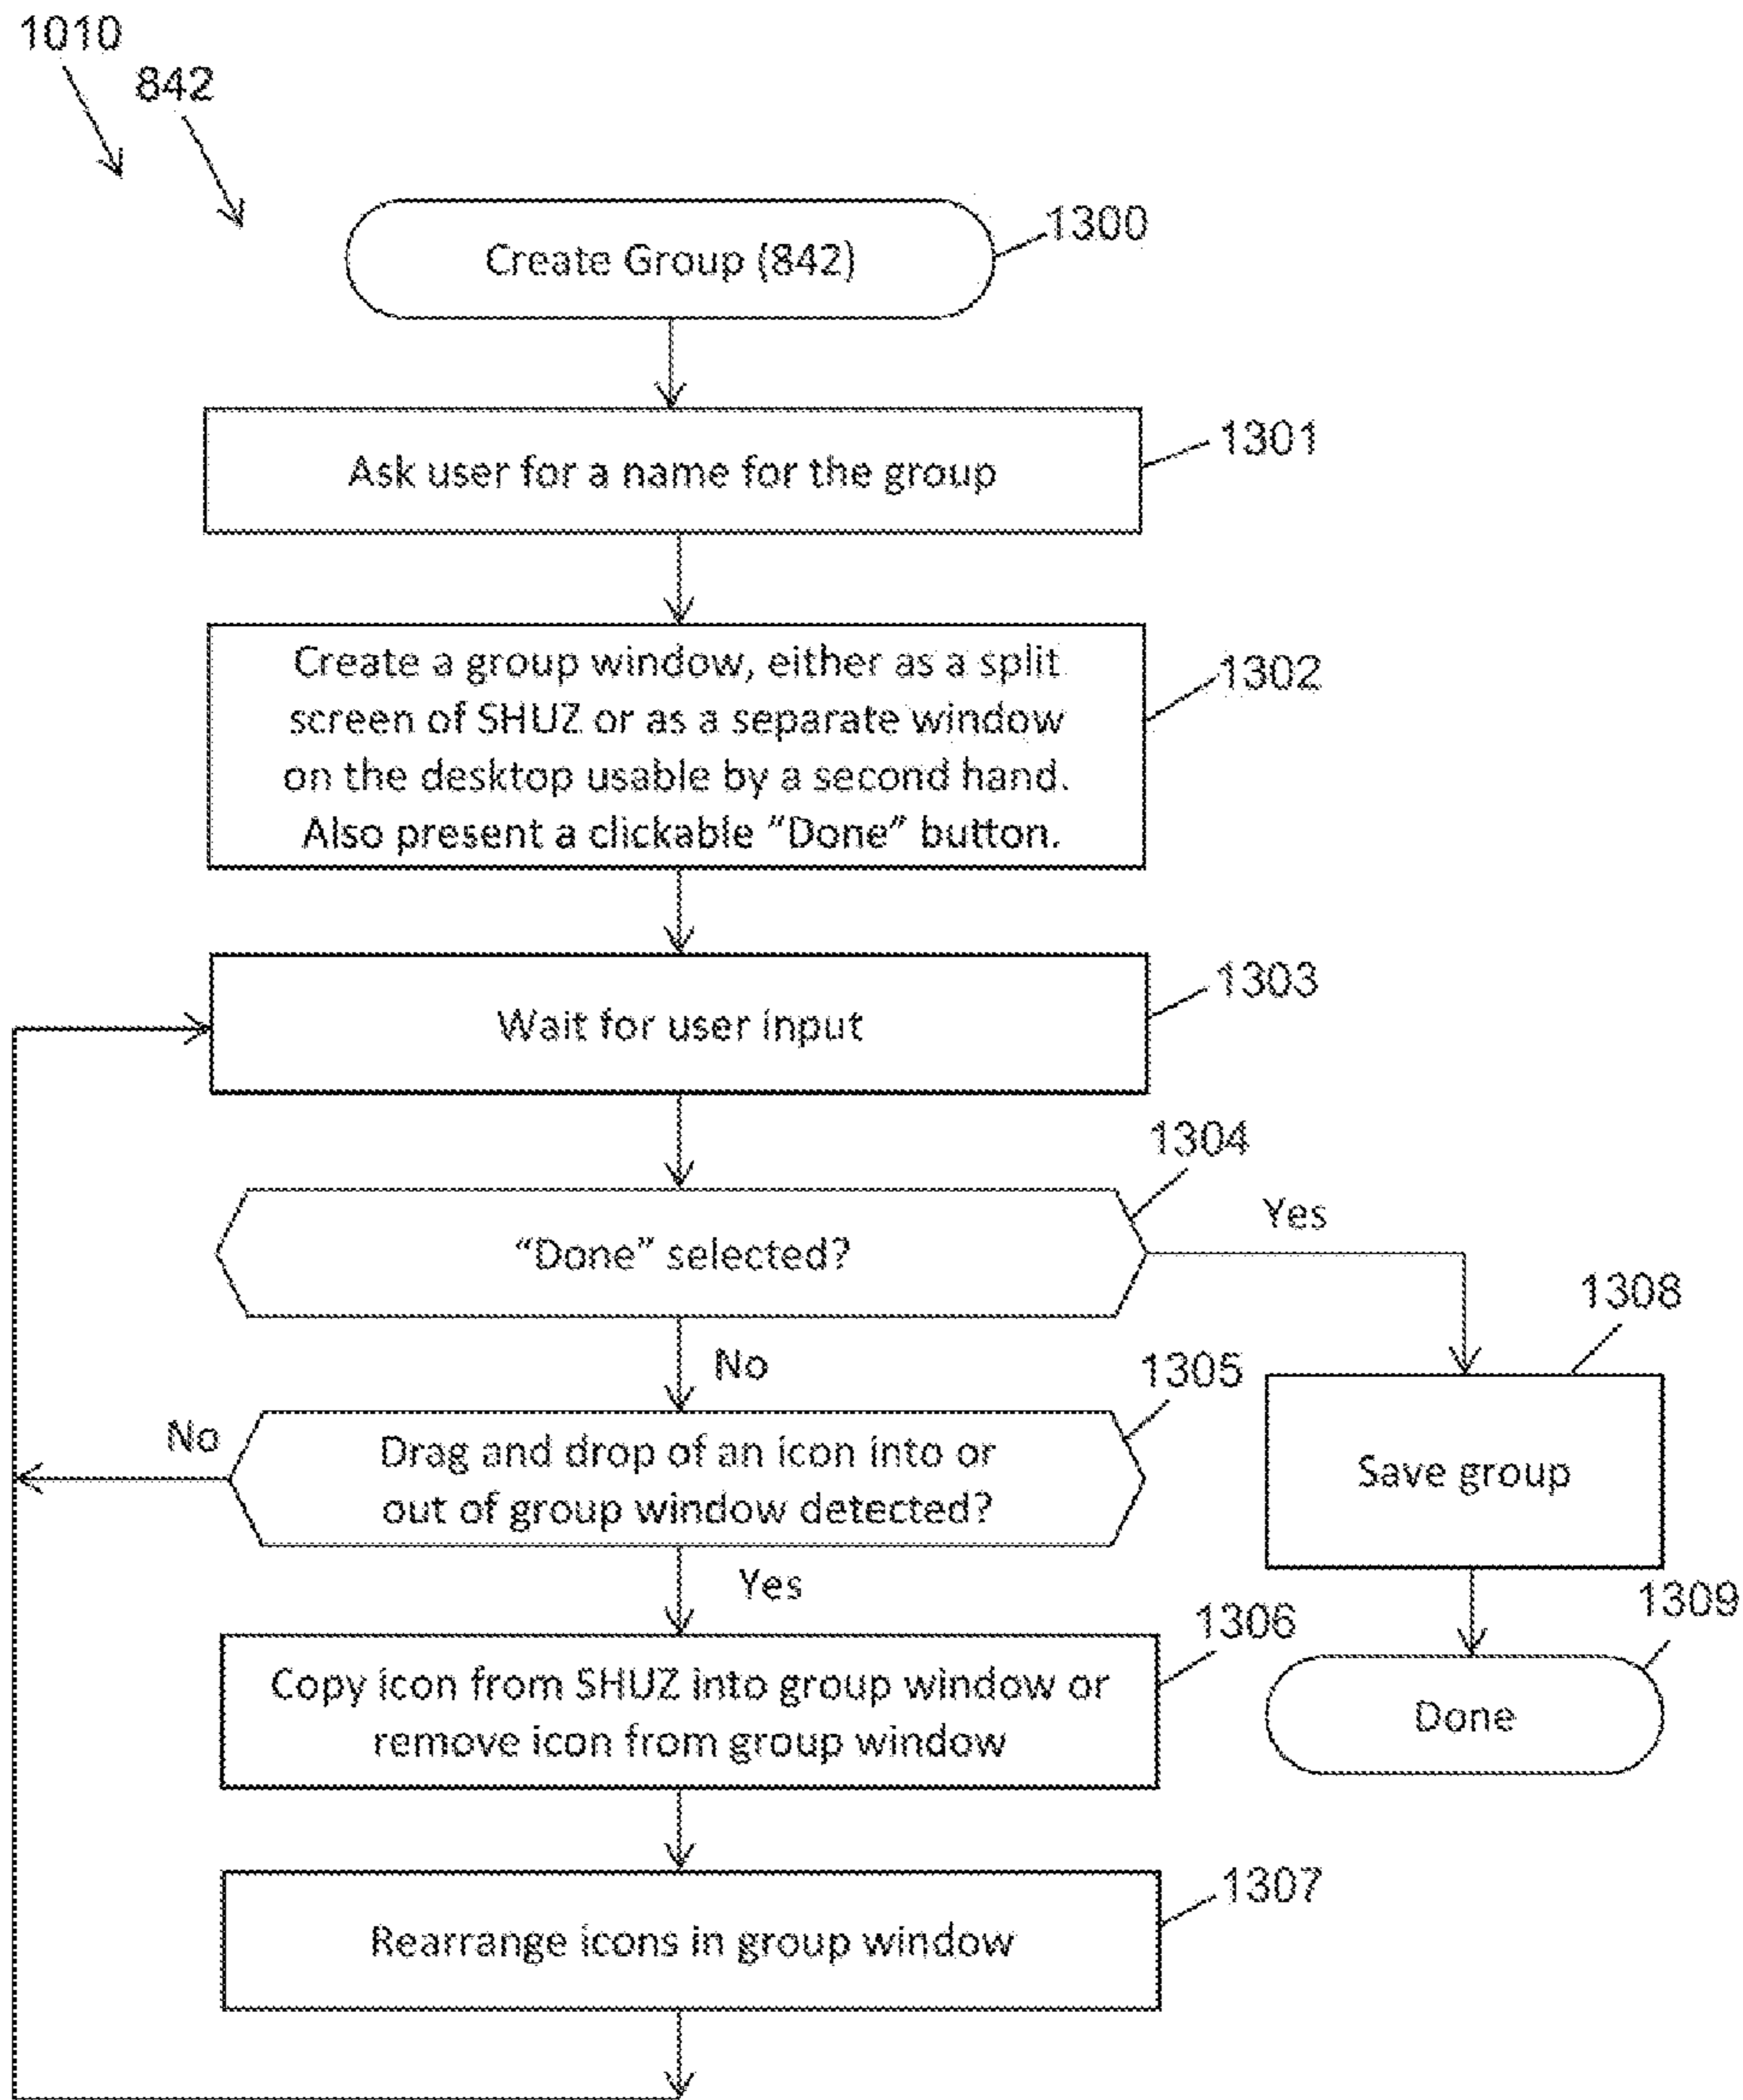 1010
842
Create Group (842)
1300
Ask user for a name for the group
1301
Create a group window, either as a split
screen of SHUZ or as a separate window
on the desktop usable by a second hand.
Also present a clickable “Done” button.
1302
Wait for user input
1303
“Done” selected?
1304
Yes
No
Drag and drop of an icon into or
out of group window detected?
1305
No
Yes
1308
Save group
Copy icon from SHUZ into group window or
remove icon from group window
1306
1309
Done
Rearrange icons in group window
1307